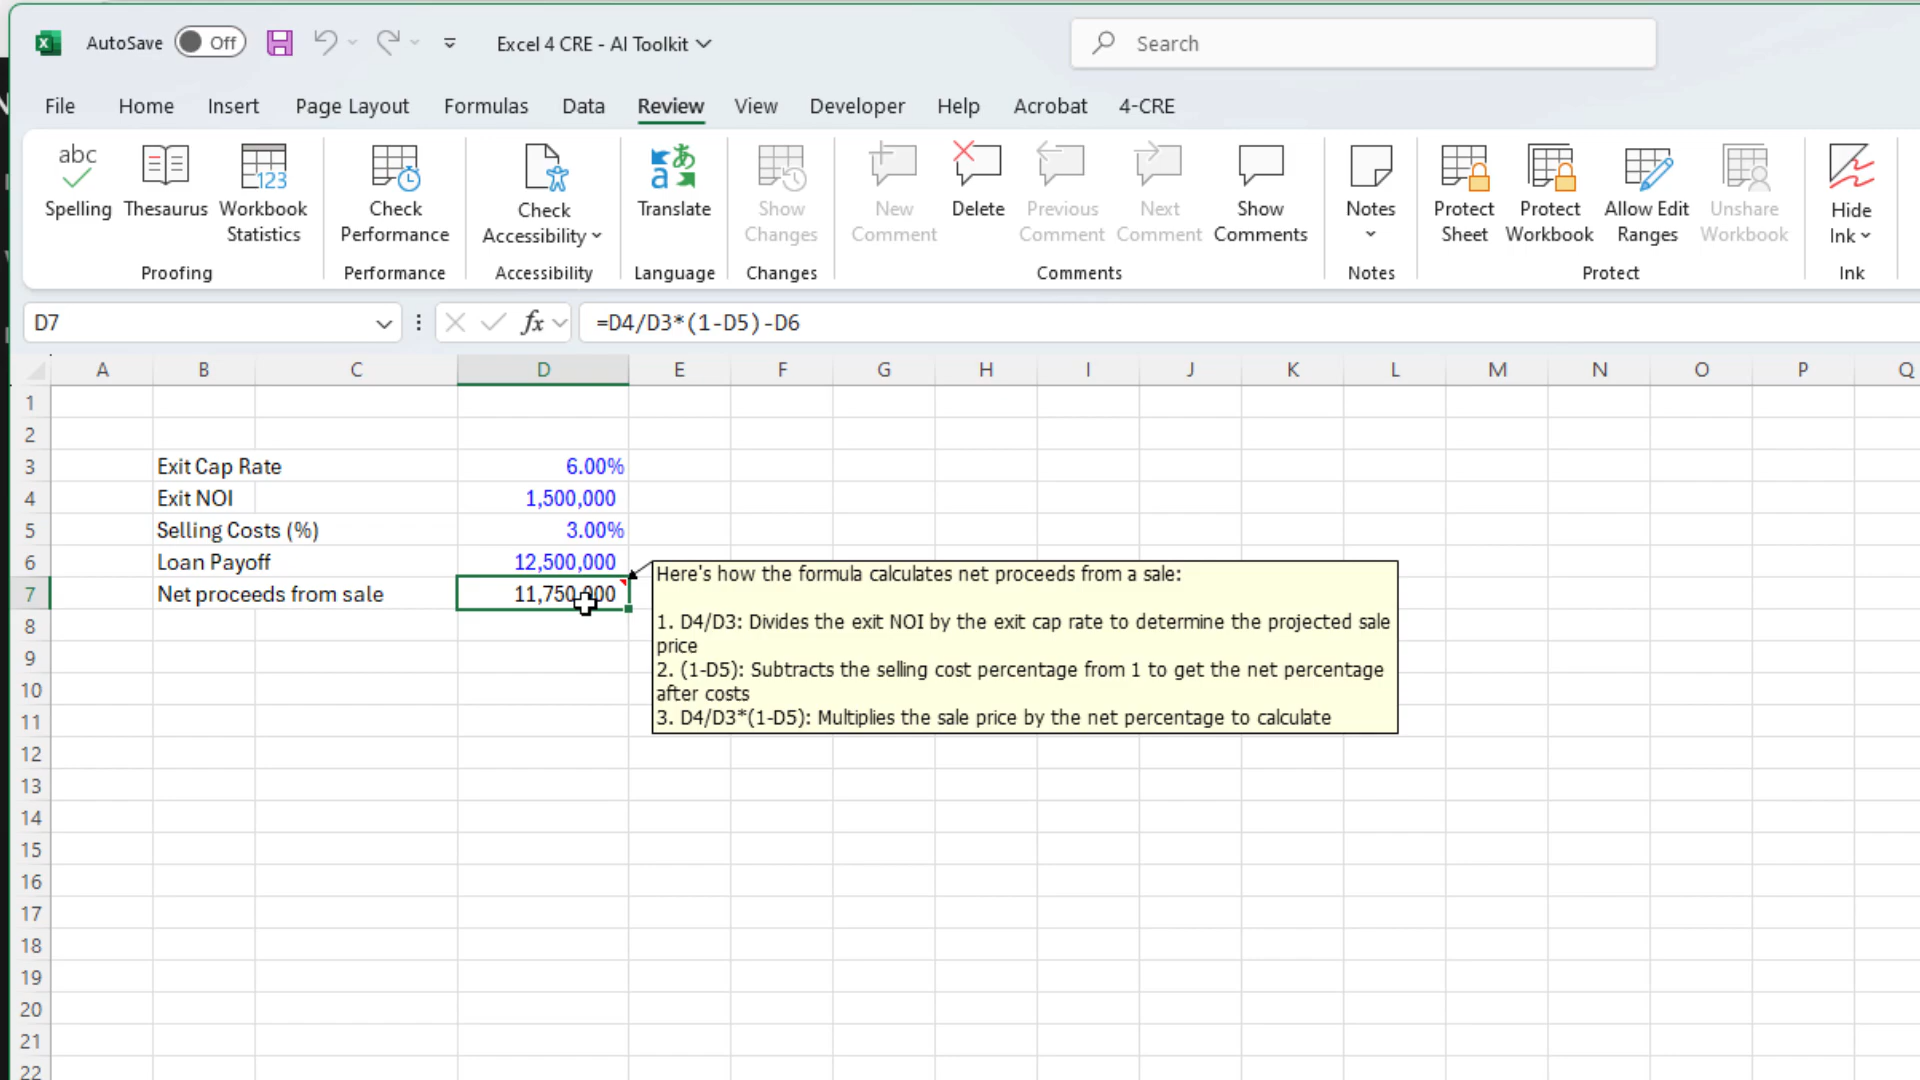 AutoSave Off Excel 4 CRE - AI Toolkit Search
File Home Insert Page Layout Formulas Data Review View Developer Help Acrobat 4-CRE
abc
Spelling
Thesaurus
123
Workbook
Statistics
Proofing
Check
Performance
Performance
Check
Accessibility
Accessibility
a あ
Translate
Language
Show
Changes
Changes
New
Comment
Delete
Previous
Comment
Next
Comment
Show
Comments
Comments
Notes
Notes
Protect
Sheet
Protect
Workbook
Allow Edit
Ranges
Unshare
Workbook
Protect
Hide
Ink
Ink
D7 fx =D4/D3*(1-D5)-D6
A B C D E F G H I J K L M N O P Q
1
2
3 Exit Cap Rate 6.00%
4 Exit NOI 1,500,000
5 Selling Costs (%) 3.00%
6 Loan Payoff 12,500,000
7 Net proceeds from sale 11,750,000
Here's how the formula calculates net proceeds from a sale:
1. D4/D3: Divides the exit NOI by the exit cap rate to determine the projected sale
price
2. (1-D5): Subtracts the selling cost percentage from 1 to get the net percentage
after costs
3. D4/D3*(1-D5): Multiplies the sale price by the net percentage to calculate
8
9
10
11
12
13
14
15
16
17
18
19
20
21
22